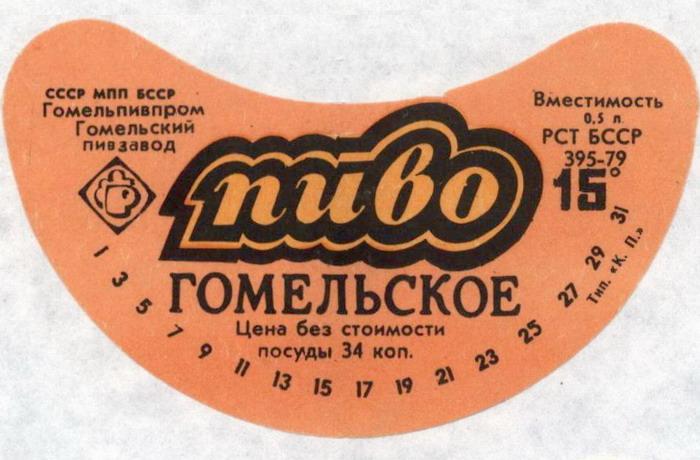 СССР МПП БССР
Гомельпивпром
Гомельский
пивзавод
Вместимость
0,5 л.
РСТ БССР
395-79
15°
пиво
ГОМЕЛЬСКОЕ
Цена без стоимости
посуды 34 коп.
1 3 5 7 9 11 13 15 17 19 21 23 25 27 29 31
Тип. «К. П.»